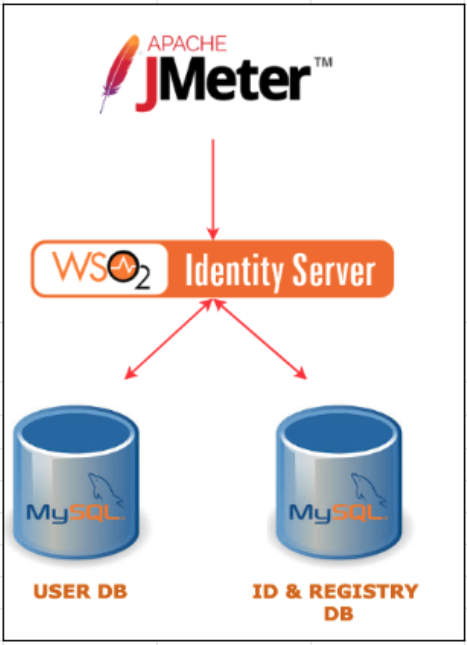 APACHE
JMeter™
WSO2 Identity Server
MySQL. MySQL.
USER DB ID & REGISTRY
DB